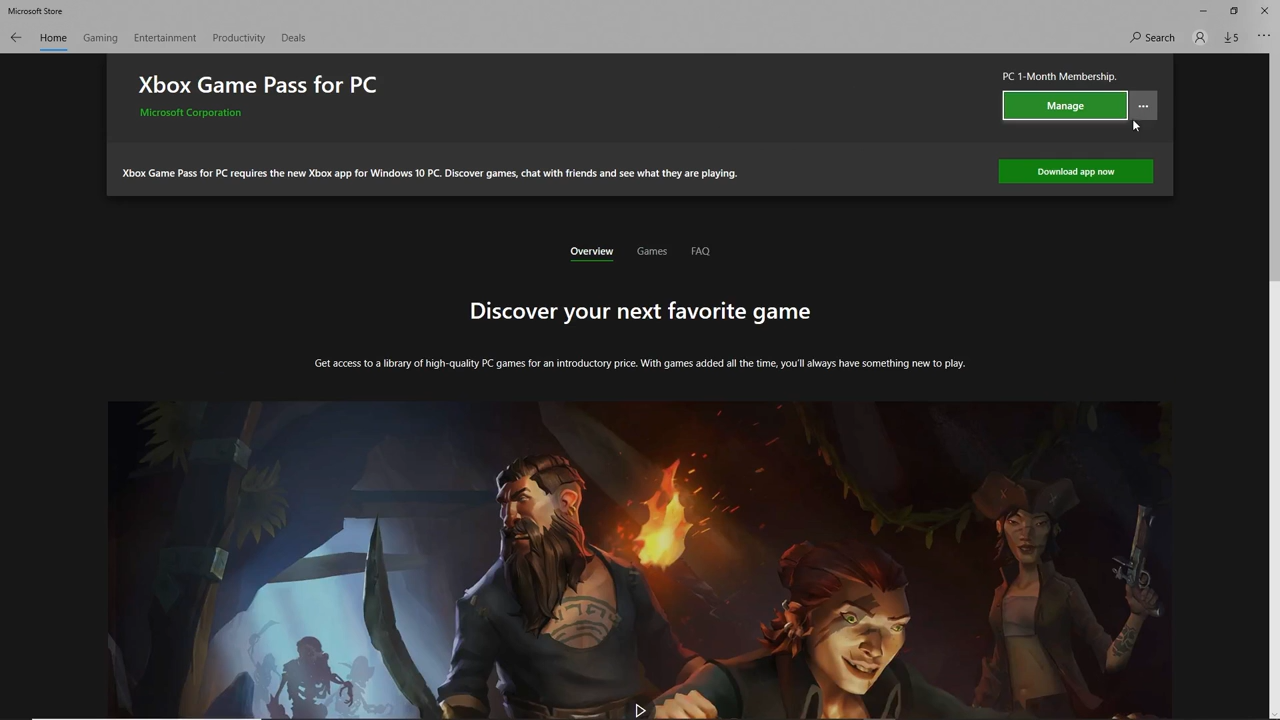 Microsoft Store
Home Gaming Entertainment Productivity Deals Search 5
Xbox Game Pass for PC
Microsoft Corporation
PC 1-Month Membership.
Manage
Xbox Game Pass for PC requires the new Xbox app for Windows 10 PC. Discover games, chat with friends and see what they are playing.
Download app now
Overview Games FAQ
Discover your next favorite game
Get access to a library of high-quality PC games for an introductory price. With games added all the time, you'll always have something new to play.